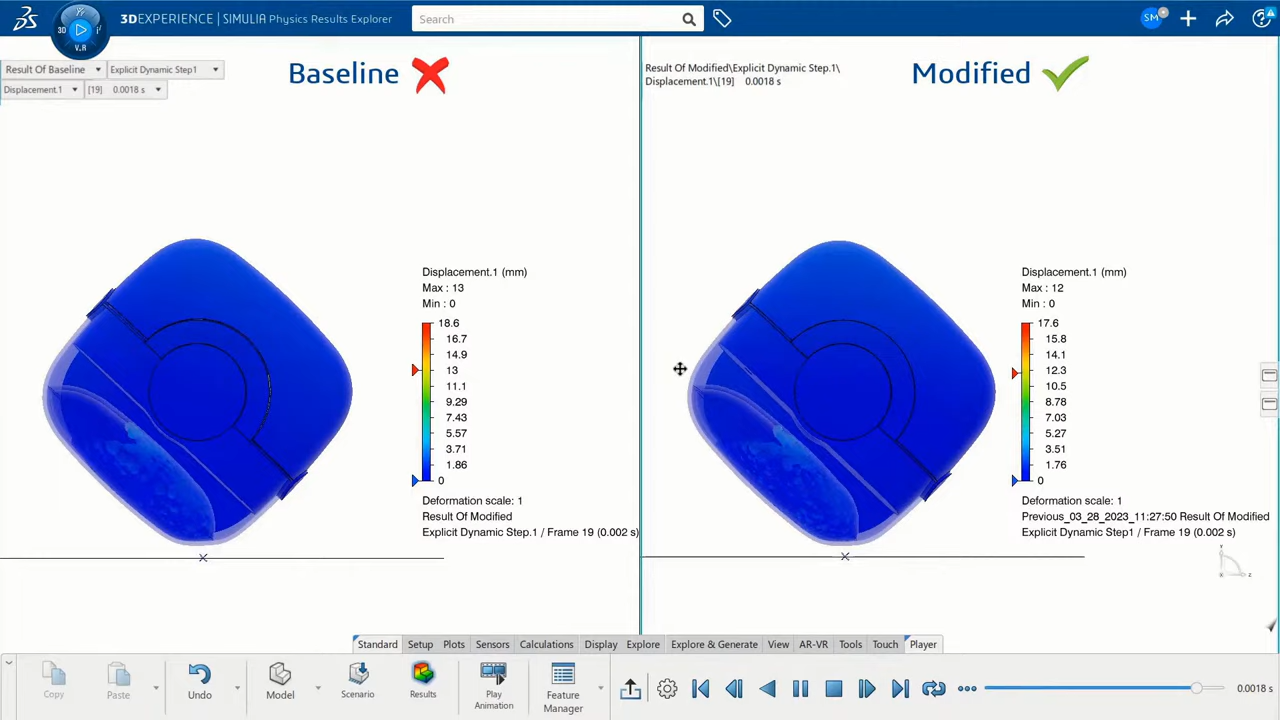 3DEXPERIENCE | SIMULIA Physics Results Explorer
Search
SM
3D
V.R
Result Of Baseline
Explicit Dynamic Step1
Displacement.1
[19] 0.0018 s
Baseline
Result Of Modified\Explicit Dynamic Step.1\
Displacement.1\[19] 0.0018 s
Modified
Displacement.1 (mm)
Max : 13
Min : 0
18.6
16.7
14.9
13
11.1
9.29
7.43
5.57
3.71
1.86
0
Deformation scale: 1
Result Of Modified
Explicit Dynamic Step.1 / Frame 19 (0.002 s)
Displacement.1 (mm)
Max : 12
Min : 0
17.6
15.8
14.1
12.3
10.5
8.78
7.03
5.27
3.51
1.76
0
Deformation scale: 1
Previous_03_28_2023_11:27:50 Result Of Modified
Explicit Dynamic Step1 / Frame 19 (0.002 s)
Standard Setup Plots Sensors Calculations Display Explore Explore & Generate View AR-VR Tools Touch Player
Copy
Paste
Undo
Model
Scenario
Results
Play
Animation
Feature
Manager
0.0018 s